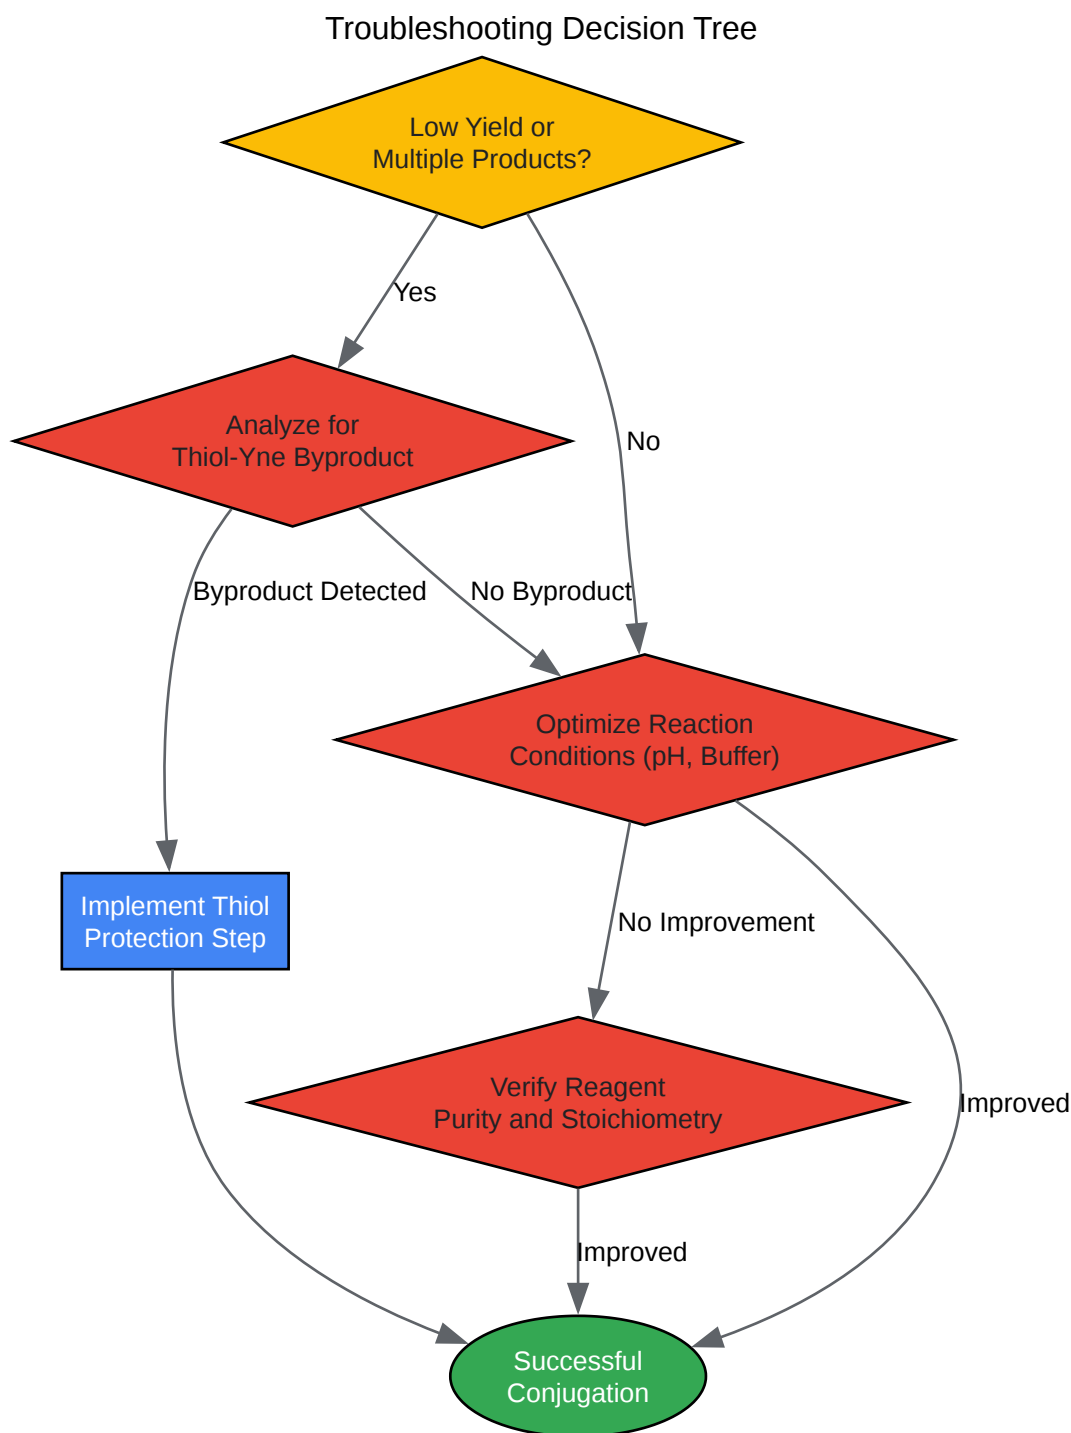 Troubleshooting Decision Tree
Low Yield or
Multiple Products?
Yes
Analyze for
Thiol-Yne Byproduct
No
Byproduct Detected
No Byproduct
Optimize Reaction
Conditions (pH, Buffer)
Implement Thiol
Protection Step
No Improvement
Verify Reagent
Purity and Stoichiometry
Improved
Improved
Successful
Conjugation